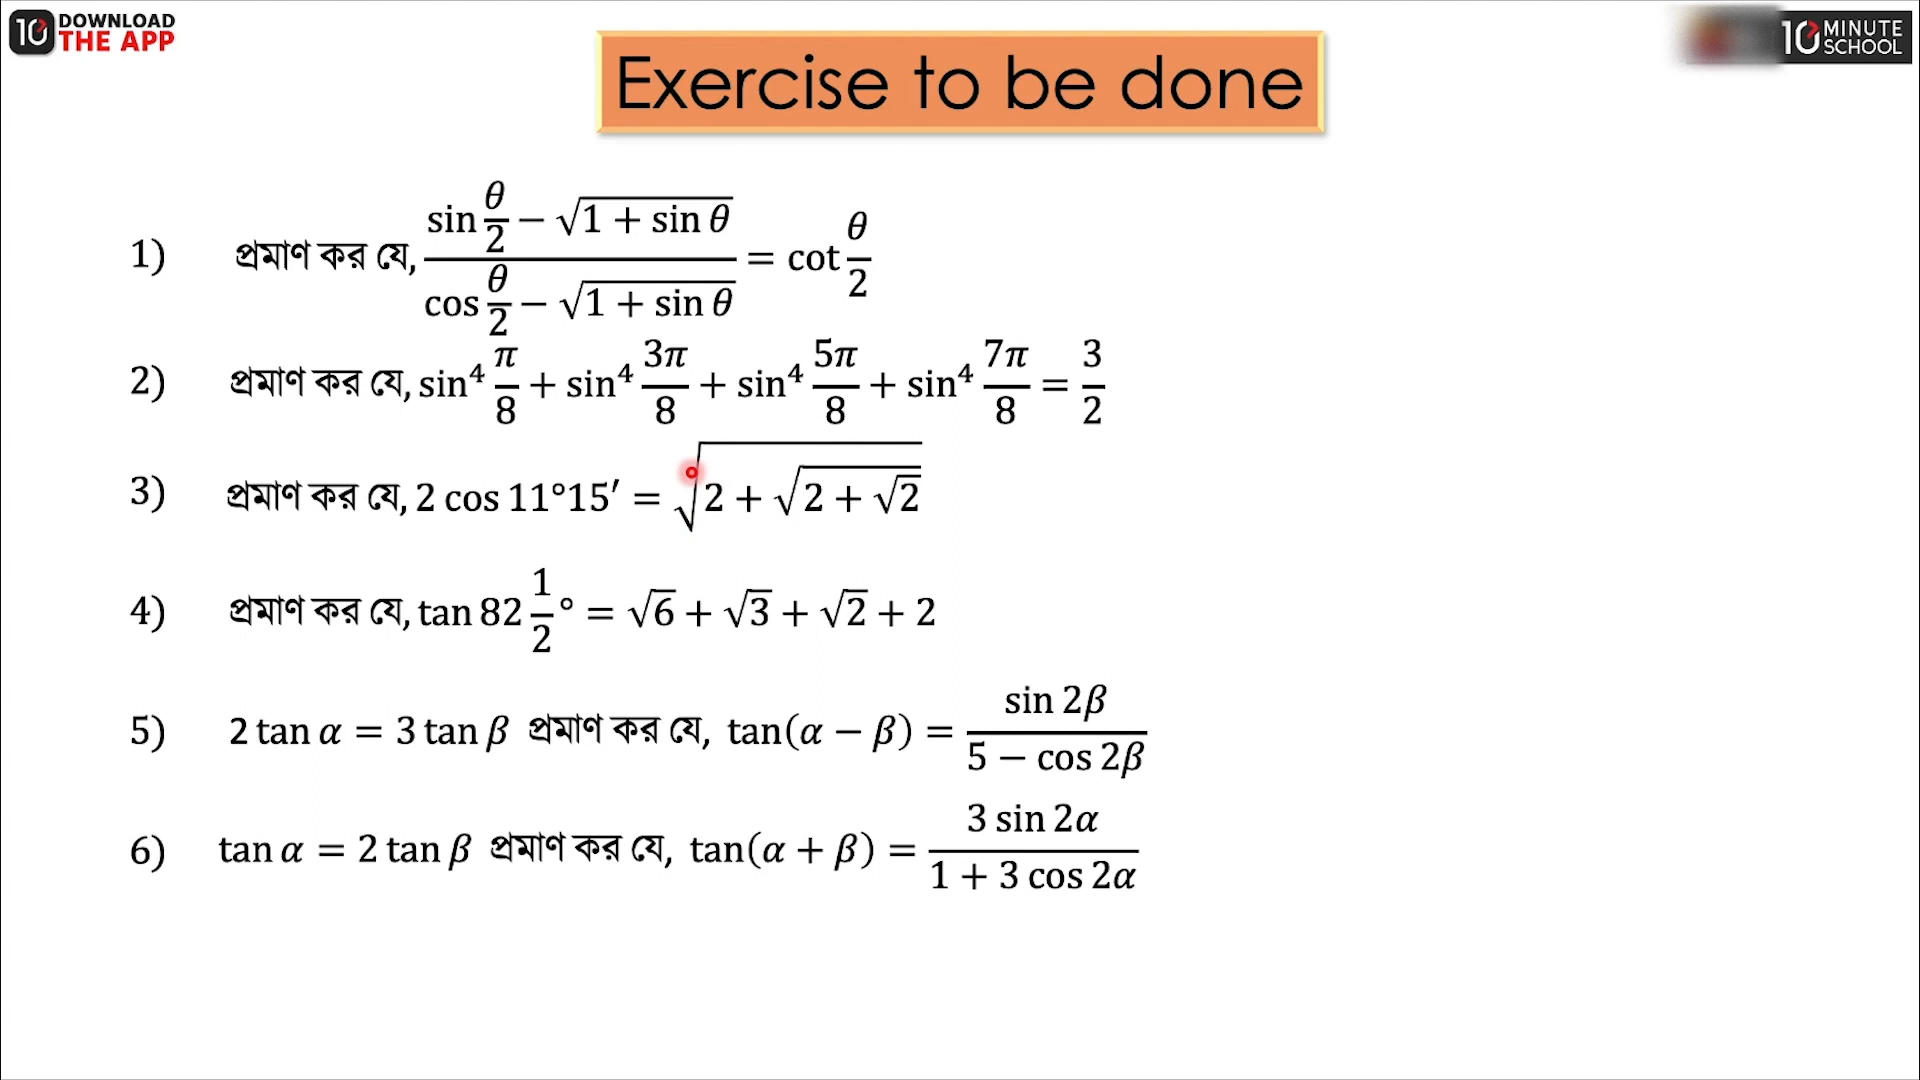 10 DOWNLOAD THE APP
10 MINUTE SCHOOL
Exercise to be done
1) প্রমাণ কর যে, (sin θ/2 − √(1 + sin θ)) / (cos θ/2 − √(1 + sin θ)) = cot θ/2
2) প্রমাণ কর যে, sin⁴ π/8 + sin⁴ 3π/8 + sin⁴ 5π/8 + sin⁴ 7π/8 = 3/2
3) প্রমাণ কর যে, 2 cos 11°15′ = √(2 + √(2 + √2))
4) প্রমাণ কর যে, tan 82 1/2° = √6 + √3 + √2 + 2
5) 2 tan α = 3 tan β প্রমাণ কর যে, tan(α − β) = sin 2β / (5 − cos 2β)
6) tan α = 2 tan β প্রমাণ কর যে, tan(α + β) = 3 sin 2α / (1 + 3 cos 2α)